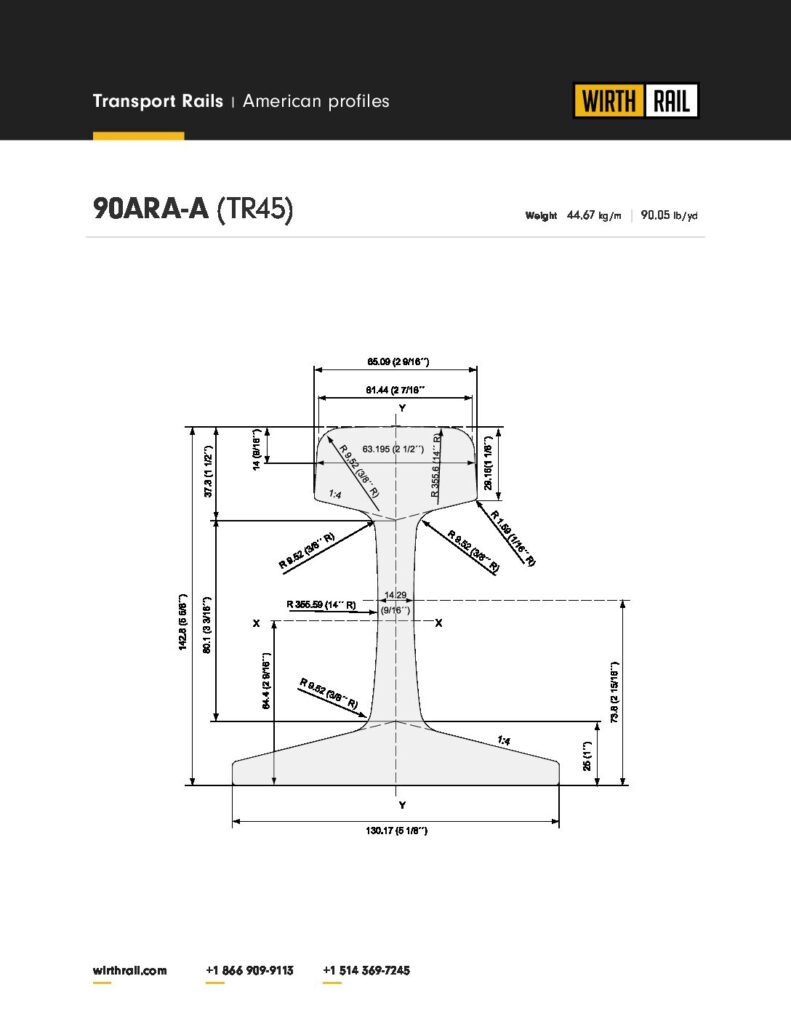 Transport Rails | American profiles
WIRTH RAIL
90ARA-A (TR45)
Weight 44.67 kg/m | 90.05 lb/yd
65.09 (2 9/16´´)
61.44 (2 7/16´´
Y
63.195 (2 1/2´´)
14 (9/16´´)
37.3 (1 1/2´´)
R 9.52 (3/8´´ R)
R 355.6 (14´´ R)
29.16(1 1/8´´)
1:4
R 1.59 (1/16´´ R)
R 9.52 (3/8´´ R)
R 9.52 (3/8´´ R)
14.29
(9/16´´)
R 355.59 (14´´ R)
X
X
142.8 (5 5/8´´)
80.1 (3 3/16´´)
64.4 (2 9/16´´)
R 9.52 (3/8´´ R)
73.8 (2 15/16´´)
1:4
25 (1´´)
Y
130.17 (5 1/8´´)
wirthrail.com
+1 866 909-9113
+1 514 369-7245